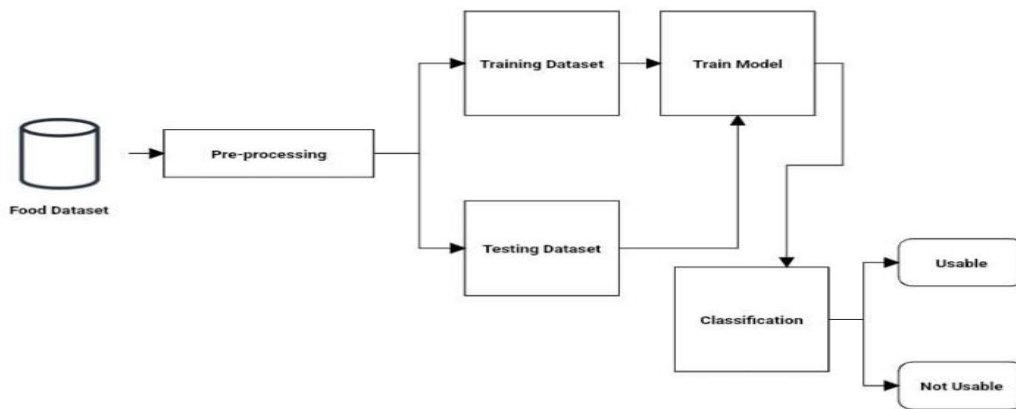 Training Dataset
Train Model
Pre-processing
Food Dataset
Testing Dataset
Usable
Classification
Not Usable